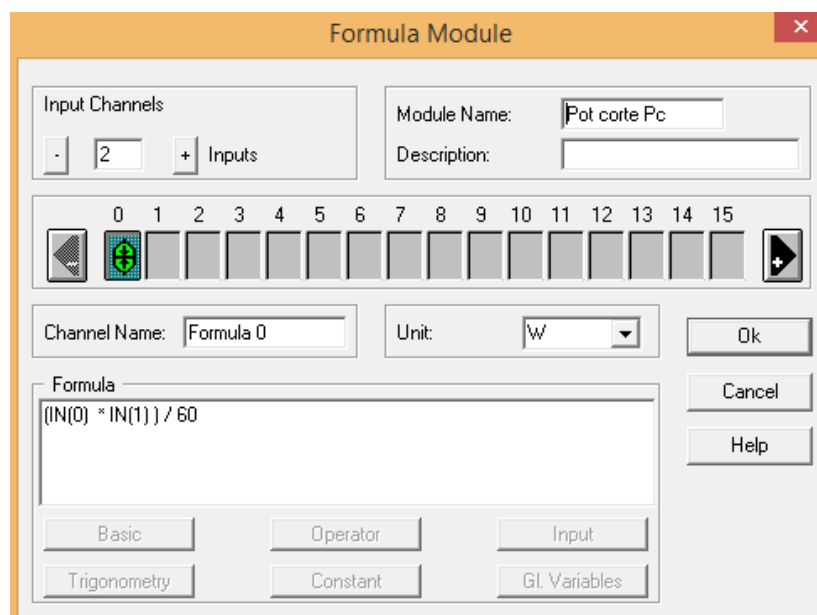 Formula Module
×
Input Channels
- 2 + Inputs
Module Name: Pot corte Pc
Description:
0 1 2 3 4 5 6 7 8 9 10 11 12 13 14 15
- +
Channel Name: Formula 0
Unit: W
Ok
Cancel
Help
Formula
(IN(0) * IN(1) ) / 60
Basic Operator Input
Trigonometry Constant Gl. Variables